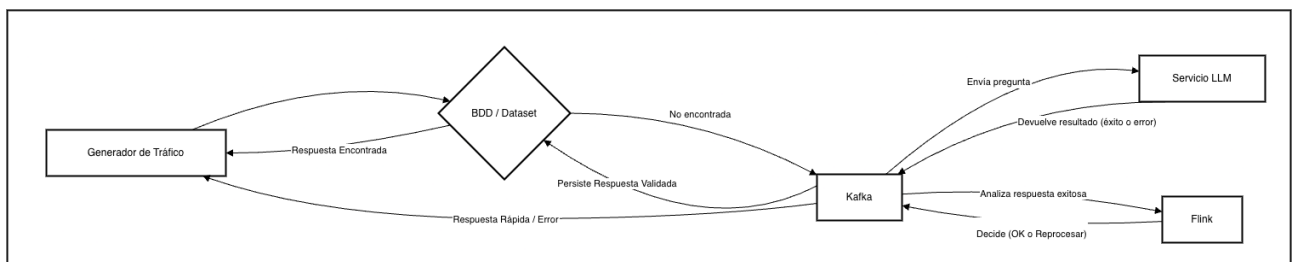 Servicio LLM
Envía pregunta
BDD / Dataset
No encontrada
Devuelve resultado (éxito o error)
Generador de Tráfico
Respuesta Encontrada
Persiste Respuesta Validada
Kafka
Analiza respuesta exitosa
Respuesta Rápida / Error
Flink
Decide (OK o Reprocesar)